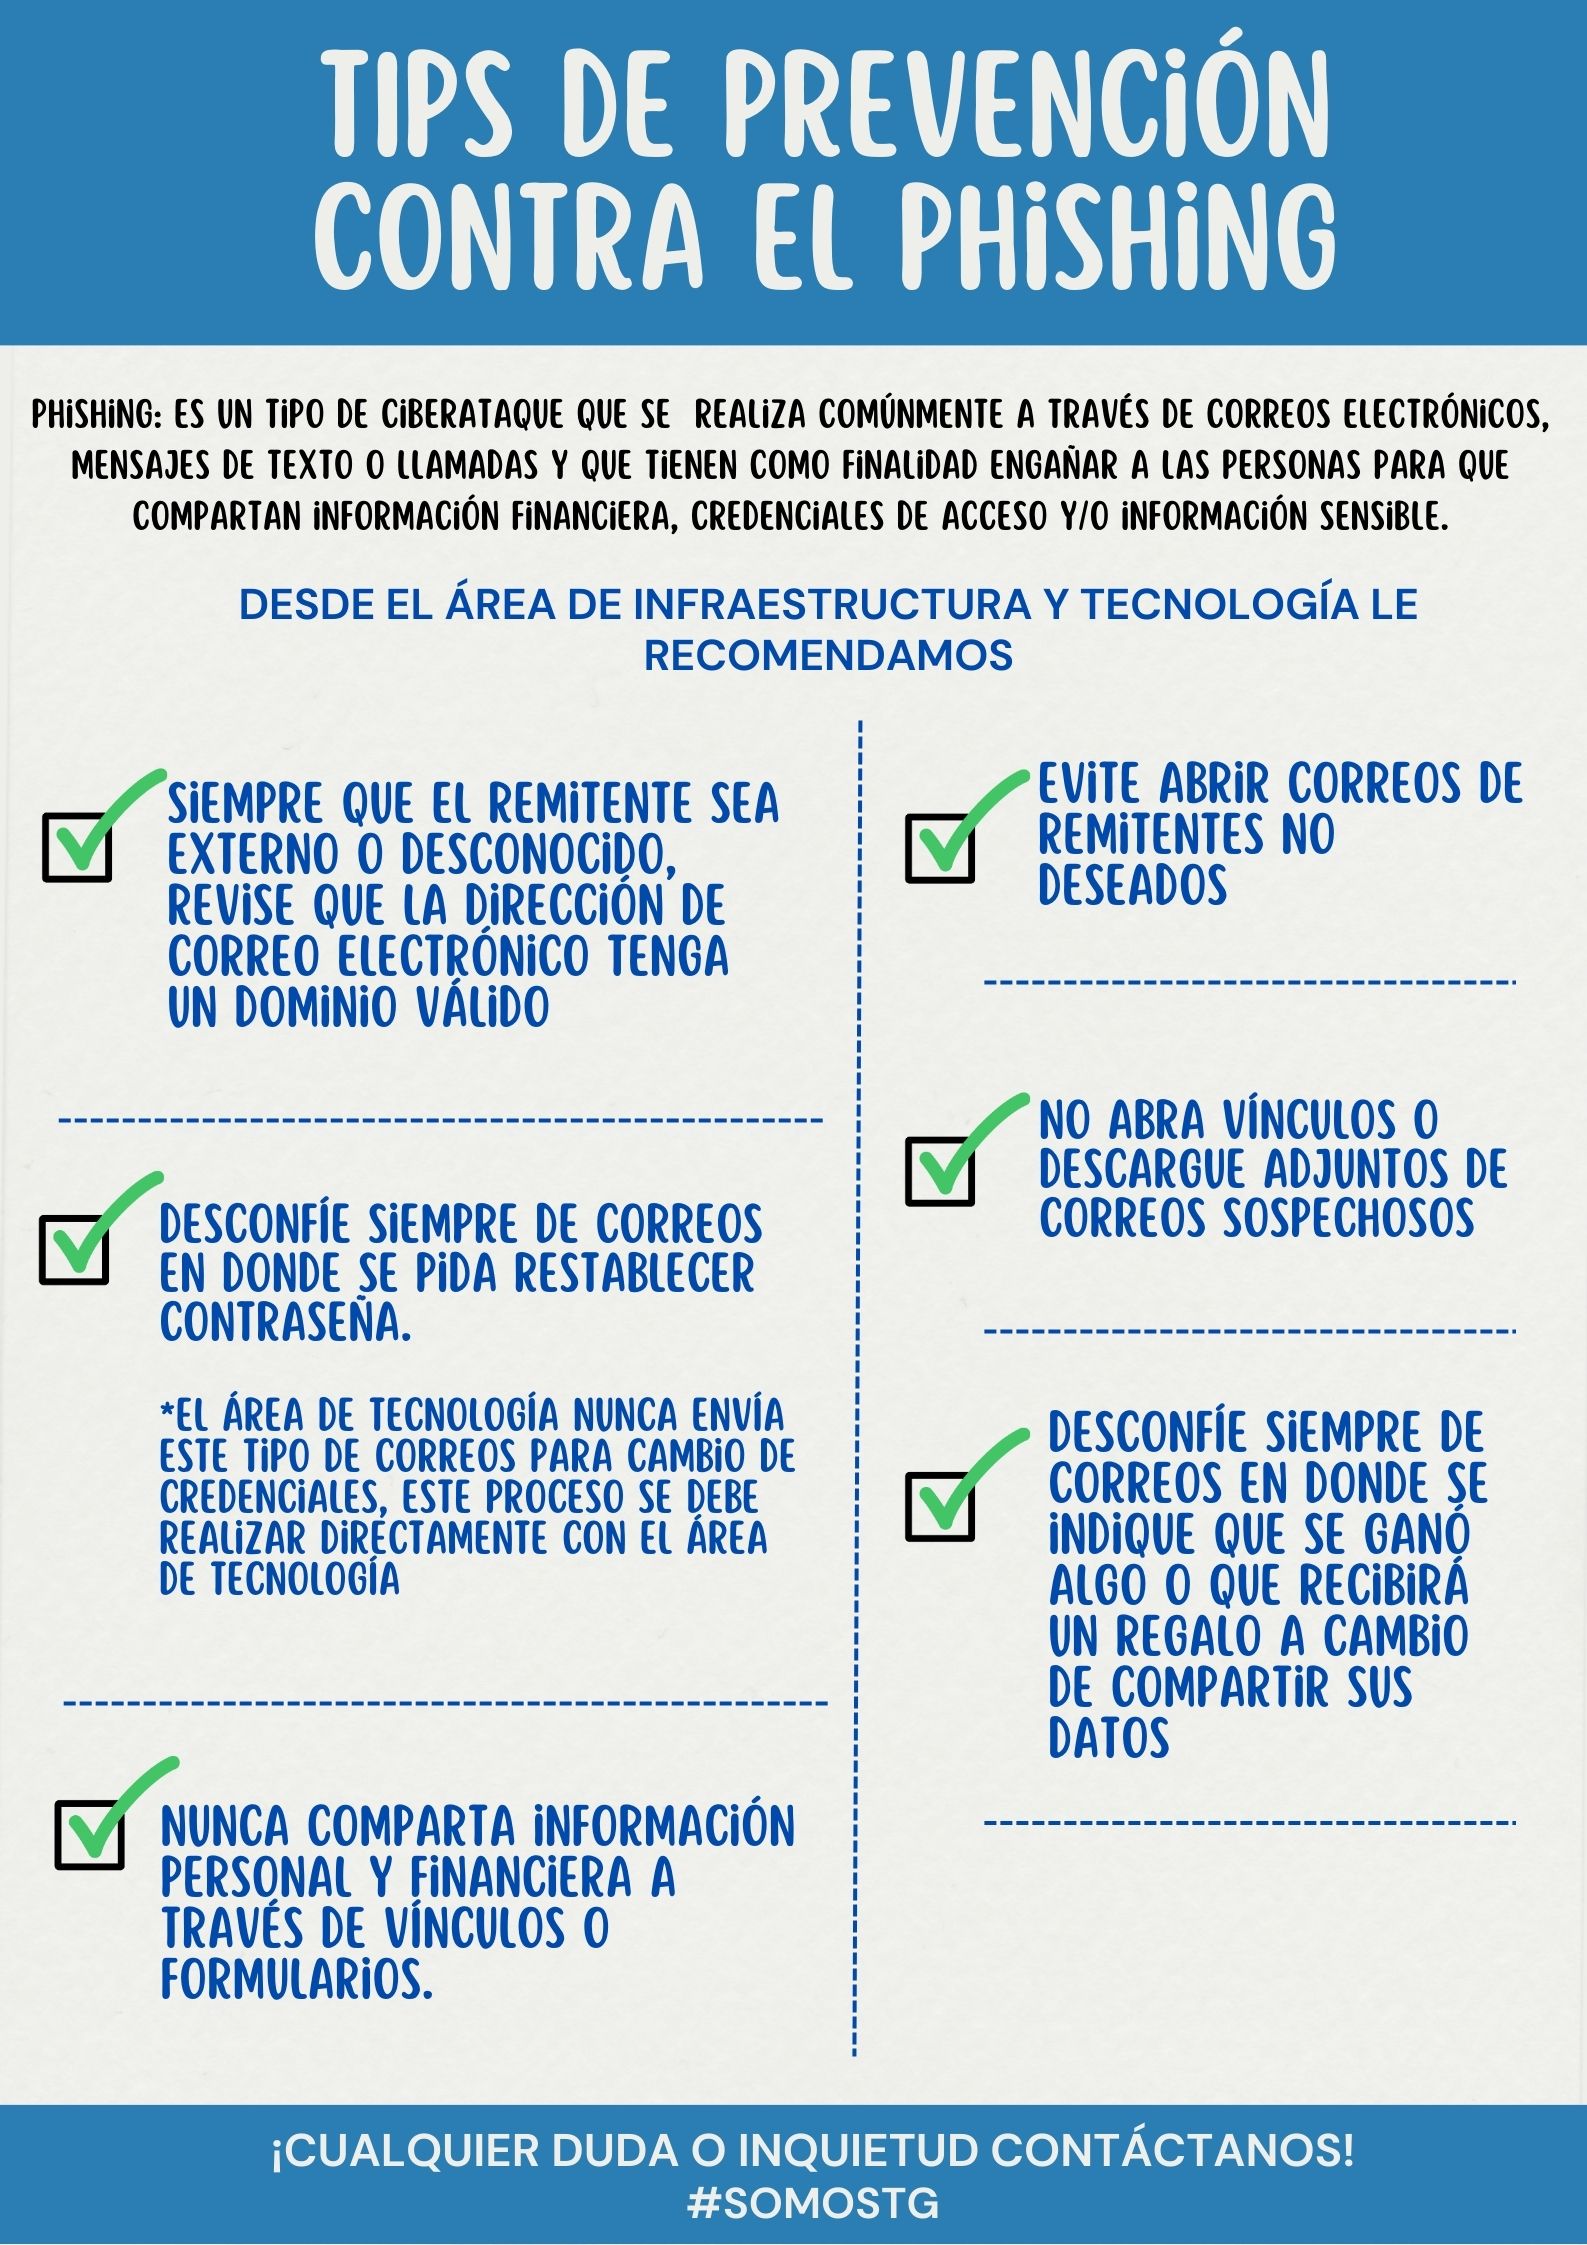 TIPS DE PREVENCIÓN
CONTRA EL PHISHING
PHISHING: ES UN TIPO DE CIBERATAQUE QUE SE REALIZA COMÚNMENTE A TRAVÉS DE CORREOS ELECTRÓNICOS,
MENSAJES DE TEXTO O LLAMADAS Y QUE TIENEN COMO FINALIDAD ENGAÑAR A LAS PERSONAS PARA QUE
COMPARTAN INFORMACIÓN FINANCIERA, CREDENCIALES DE ACCESO Y/O INFORMACIÓN SENSIBLE.
DESDE EL ÁREA DE INFRAESTRUCTURA Y TECNOLOGÍA LE
RECOMENDAMOS
SIEMPRE QUE EL REMITENTE SEA
EXTERNO O DESCONOCIDO,
REVISE QUE LA DIRECCIÓN DE
CORREO ELECTRÓNICO TENGA
UN DOMINIO VÁLIDO
DESCONFÍE SIEMPRE DE CORREOS
EN DONDE SE PIDA RESTABLECER
CONTRASEÑA.
*EL ÁREA DE TECNOLOGÍA NUNCA ENVÍA
ESTE TIPO DE CORREOS PARA CAMBIO DE
CREDENCIALES, ESTE PROCESO SE DEBE
REALIZAR DIRECTAMENTE CON EL ÁREA
DE TECNOLOGÍA
NUNCA COMPARTA INFORMACIÓN
PERSONAL Y FINANCIERA A
TRAVÉS DE VÍNCULOS O
FORMULARIOS.
EVITE ABRIR CORREOS DE
REMITENTES NO
DESEADOS
NO ABRA VÍNCULOS O
DESCARGUE ADJUNTOS DE
CORREOS SOSPECHOSOS
DESCONFÍE SIEMPRE DE
CORREOS EN DONDE SE
INDIQUE QUE SE GANÓ
ALGO O QUE RECIBIRÁ
UN REGALO A CAMBIO
DE COMPARTIR SUS
DATOS
¡CUALQUIER DUDA O INQUIETUD CONTÁCTANOS!
#SOMOSTG